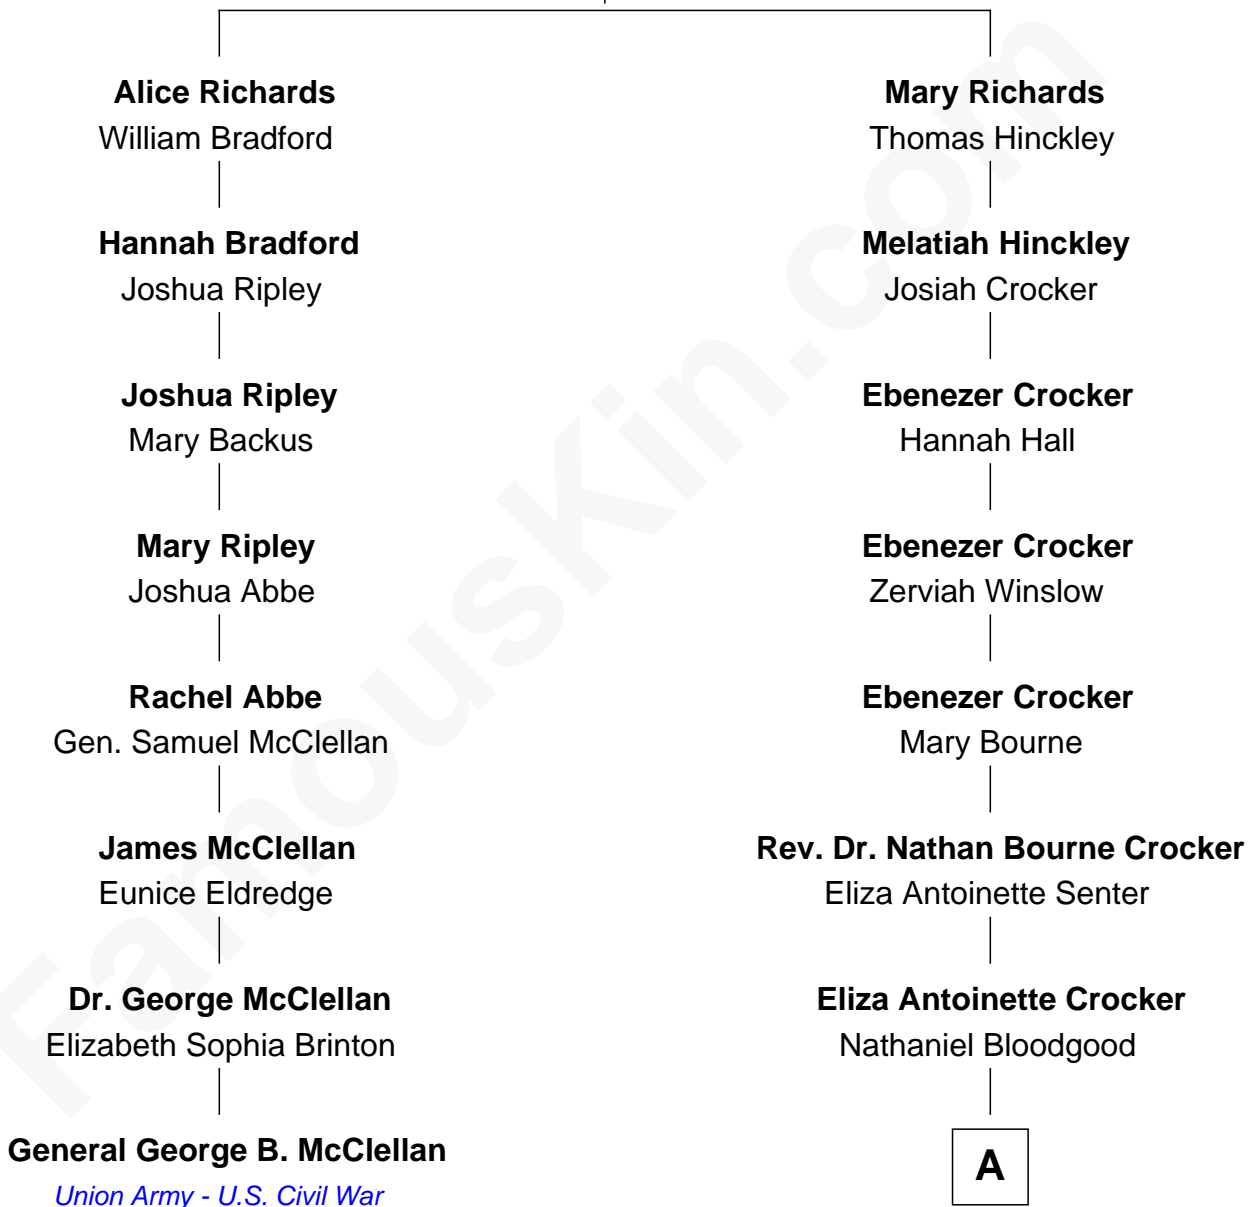 Alice Richards
William Bradford
Hannah Bradford
Joshua Ripley
Joshua Ripley
Mary Backus
Mary Ripley
Joshua Abbe
Rachel Abbe
Gen. Samuel McClellan
James McClellan
Eunice Eldredge
Dr. George McClellan
Elizabeth Sophia Brinton
General George B. McClellan
Union Army - U.S. Civil War
Mary Richards
Thomas Hinckley
Melatiah Hinckley
Josiah Crocker
Ebenezer Crocker
Hannah Hall
Ebenezer Crocker
Zerviah Winslow
Ebenezer Crocker
Mary Bourne
Rev. Dr. Nathan Bourne Crocker
Eliza Antoinette Senter
Eliza Antoinette Crocker
Nathaniel Bloodgood
A
FamousKin.com